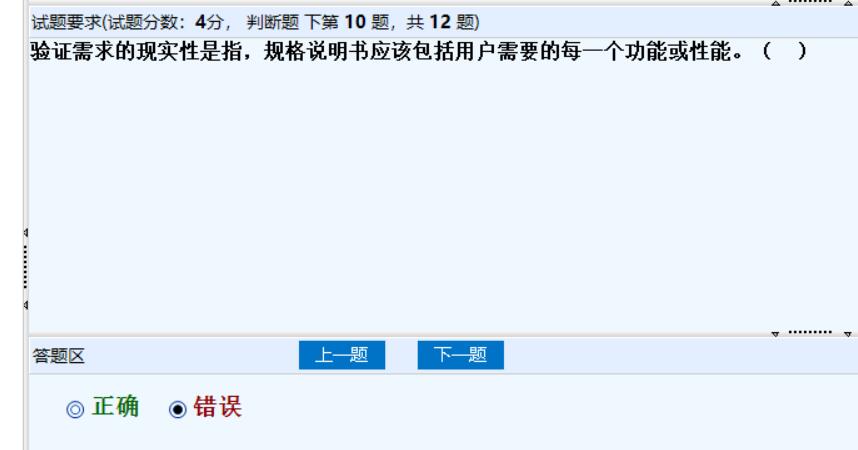 试题要求(试题分数：4分， 判断题 下第 10 题，共 12 题)
验证需求的现实性是指，规格说明书应该包括用户需要的每一个功能或性能。（ ）
答题区 上一题 下一题
正确 错误